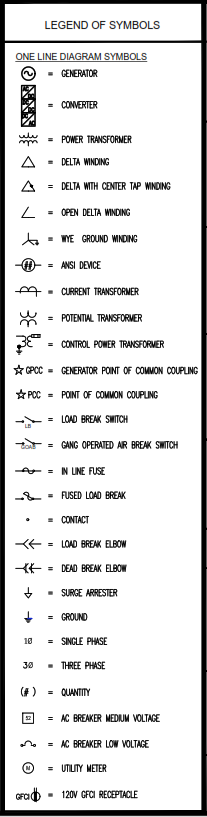 LEGEND OF SYMBOLS
ONE LINE DIAGRAM SYMBOLS
= GENERATOR
= CONVERTER
= POWER TRANSFORMER
= DELTA WINDING
= DELTA WITH CENTER TAP WINDING
= OPEN DELTA WINDING
= WYE GROUND WINDING
## = ANSI DEVICE
= CURRENT TRANSFORMER
= POTENTIAL TRANSFORMER
= CONTROL POWER TRANSFORMER
GPCC = GENERATOR POINT OF COMMON COUPLING
PCC = POINT OF COMMON COUPLING
LB = LOAD BREAK SWITCH
GOAB = GANG OPERATED AIR BREAK SWITCH
= IN LINE FUSE
= FUSED LOAD BREAK
= CONTACT
= LOAD BREAK ELBOW
= DEAD BREAK ELBOW
= SURGE ARRESTER
= GROUND
1Ø = SINGLE PHASE
3Ø = THREE PHASE
(#) = QUANTITY
52 = AC BREAKER MEDIUM VOLTAGE
= AC BREAKER LOW VOLTAGE
M = UTILITY METER
GFCI = 120V GFCI RECEPTACLE